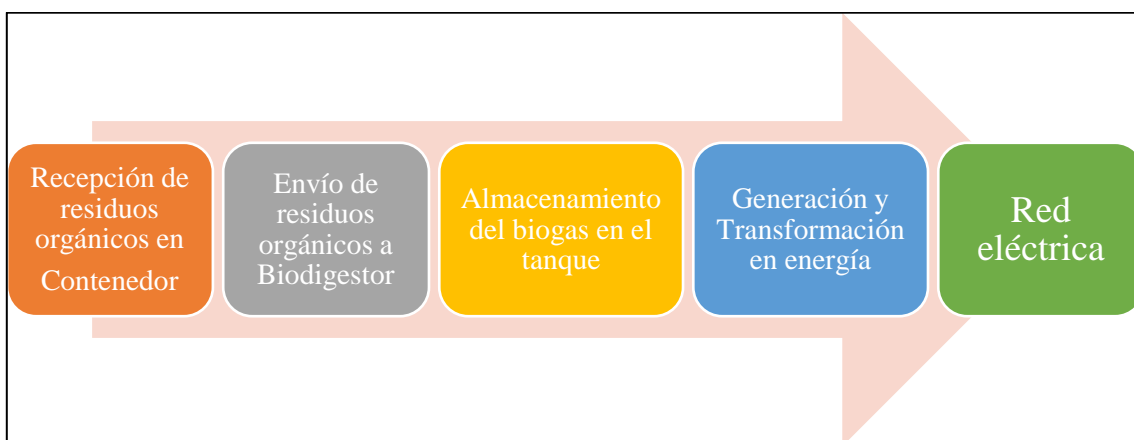 Recepción de
residuos
orgánicos en
Contenedor
Envío de
residuos
orgánicos a
Biodigestor
Almacenamiento
del biogas en el
tanque
Generación y
Transformación
en energía
Red
eléctrica